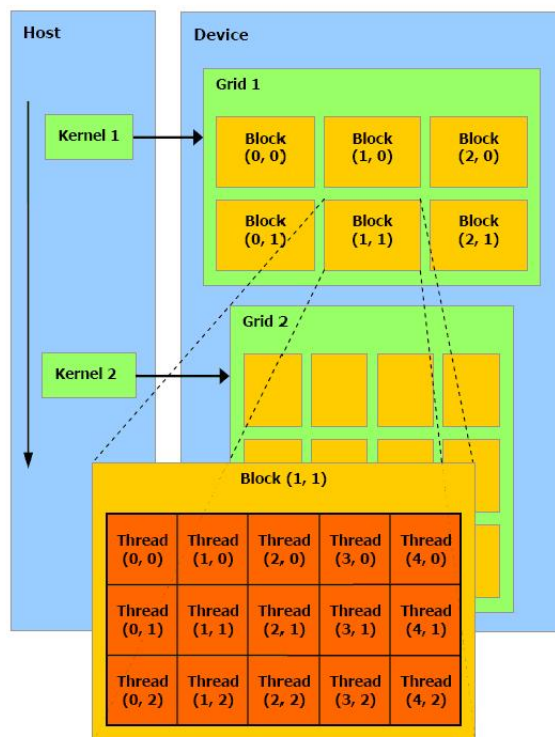 Host
Device
Grid 1
Kernel 1
Block Block Block
(0, 0) (1, 0) (2, 0)
Block Block Block
(0, 1) (1, 1) (2, 1)
Grid 2
Kernel 2
Block (1, 1)
Thread Thread Thread Thread Thread
(0, 0) (1, 0) (2, 0) (3, 0) (4, 0)
Thread Thread Thread Thread Thread
(0, 1) (1, 1) (2, 1) (3, 1) (4, 1)
Thread Thread Thread Thread Thread
(0, 2) (1, 2) (2, 2) (3, 2) (4, 2)